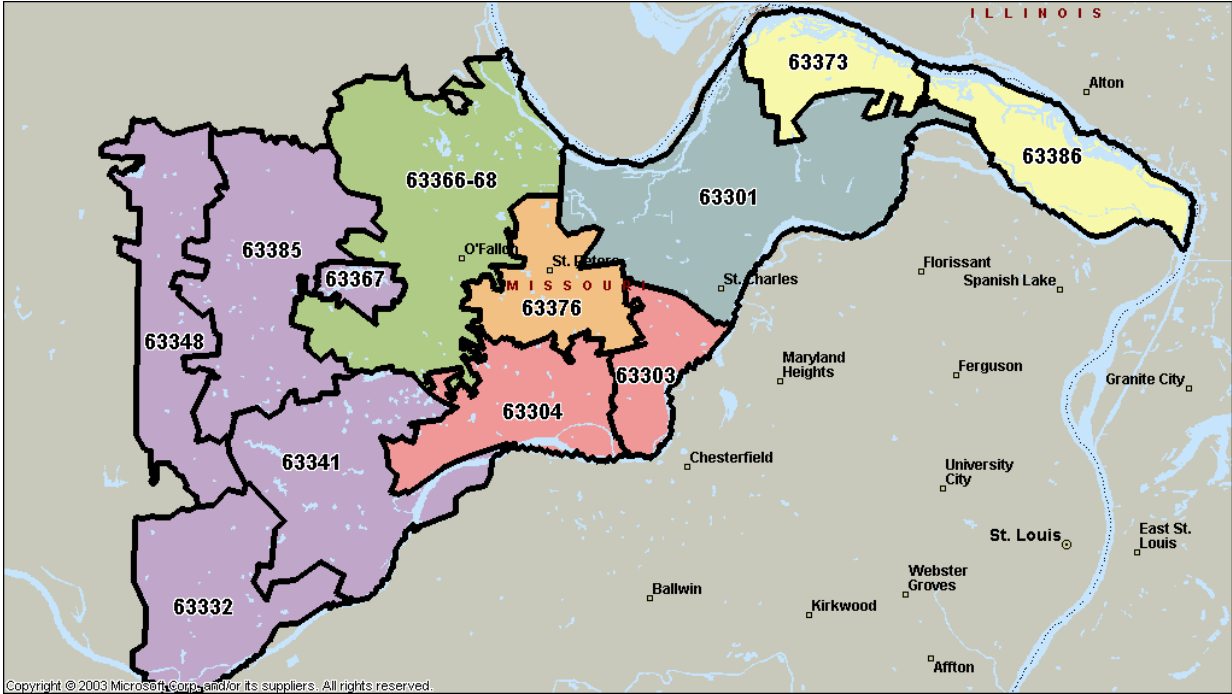 ILLINOIS
63373
Alton
63386
63366-68
63301
63385
O'Fallon
St. Peters
63367
MISSOURI
St. Charles
Florissant
Spanish Lake
63376
63348
Maryland
Heights
Ferguson
Granite City
63303
63304
63341
Chesterfield
University
City
St. Louis
East St.
Louis
63332
Ballwin
Webster
Groves
Kirkwood
Affton
Copyright © 2003 Microsoft Corp. and/or its suppliers. All rights reserved.